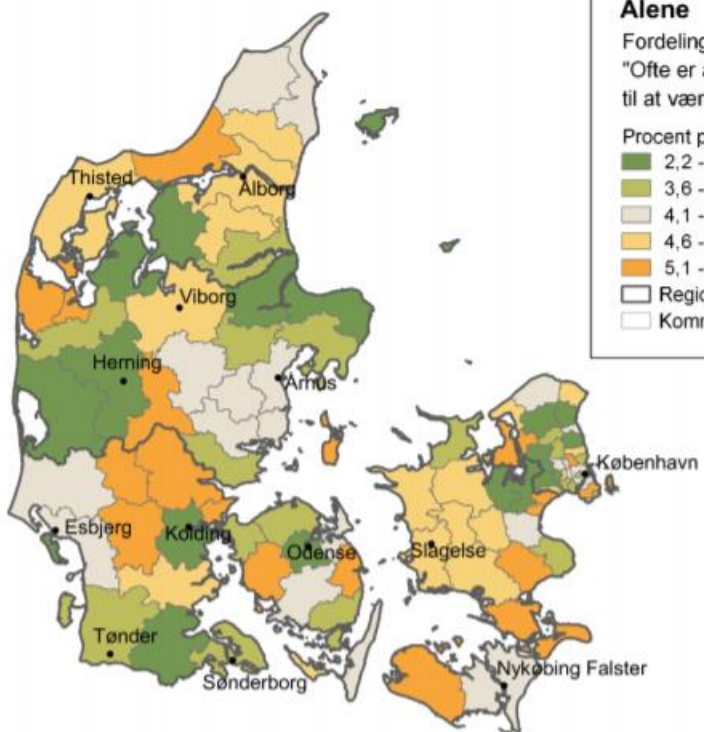 Alene
Fordeling
"Ofte er a
til at vær
Procent p
2,2 -
3,6 -
4,1 -
4,6 -
5,1 -
Regio
Komm
Thisted
Ålborg
Viborg
Herning
Århus
København
Esbjerg
Kolding
Odense
Slagelse
Tønder
Sønderborg
Nykøbing Falster